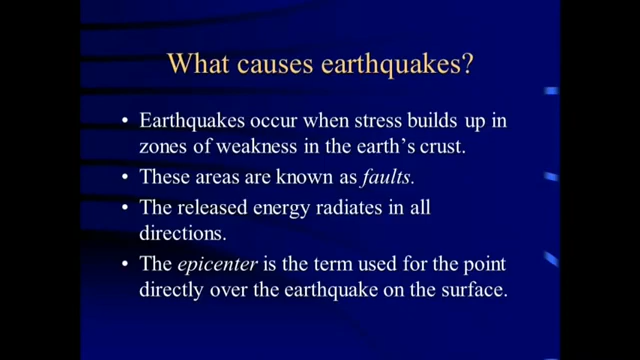 What causes earthquakes?
• Earthquakes occur when stress builds up in
zones of weakness in the earth's crust.
• These areas are known as faults.
• The released energy radiates in all
directions.
• The epicenter is the term used for the point
directly over the earthquake on the surface.